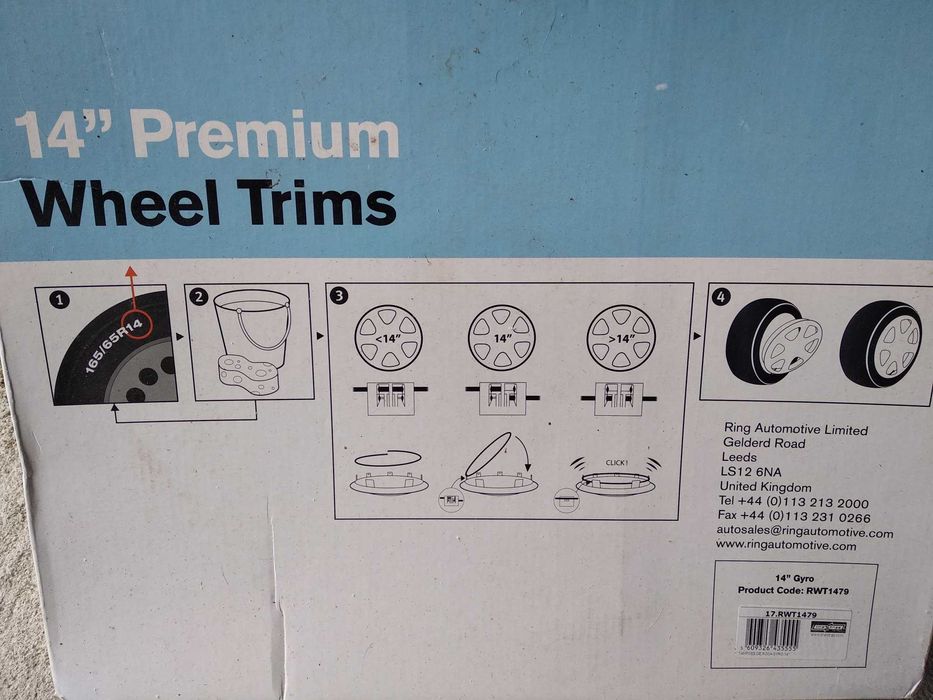 14” Premium
Wheel Trims
1
165/65R14
2
3
<14”
14”
>14”
CLICK!
4
Ring Automotive Limited
Gelderd Road
Leeds
LS12 6NA
United Kingdom
Tel +44 (0)113 213 2000
Fax +44 (0)113 231 0266
autosales@ringautomotive.com
www.ringautomotive.com
14” Gyro
Product Code: RWT1479
17.RWT1479
5609326435555